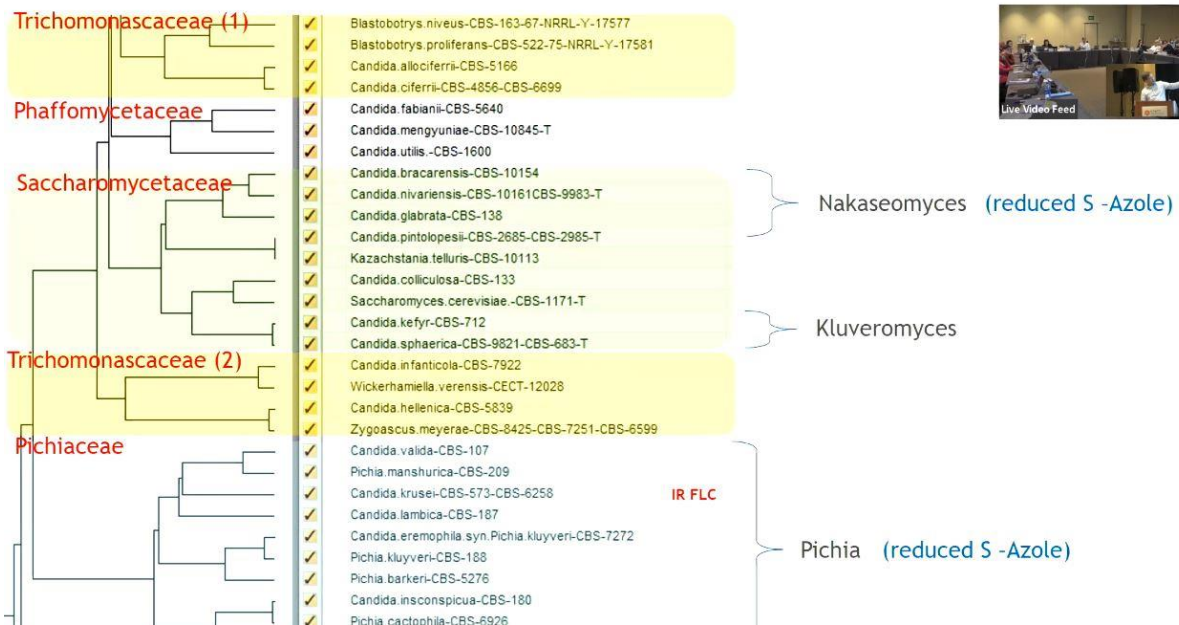 Trichomonascaceae (1)
Blastobotrys.niveus-CBS-163-67-NRRL-Y-17577
Blastobotrys.proliferans-CBS-522-75-NRRL-Y-17581
Candida.allociferrii-CBS-5166
Candida.ciferrii-CBS-4856-CBS-6699
Live Video Feed
Phaffomycetaceae
Candida.fabianii-CBS-5640
Candida.mengyuniae-CBS-10845-T
Candida.utilis.-CBS-1600
Saccharomycetaceae
Candida.bracarensis-CBS-10154
Candida.nivariensis-CBS-10161CBS-9983-T
Candida.glabrata-CBS-138
Candida.pintolopesii-CBS-2685-CBS-2985-T
Nakaseomyces (reduced S -Azole)
Kazachstania.telluris-CBS-10113
Candida.colliculosa-CBS-133
Saccharomyces.cerevisiae.-CBS-1171-T
Candida.kefyr-CBS-712
Candida.sphaerica-CBS-9821-CBS-683-T
Kluveromyces
Trichomonascaceae (2)
Candida.infanticola-CBS-7922
Wickerhamiella.verensis-CECT-12028
Candida.hellenica-CBS-5839
Zygoascus.meyerae-CBS-8425-CBS-7251-CBS-6599
Pichiaceae
Candida.valida-CBS-107
Pichia.manshurica-CBS-209
Candida.krusei-CBS-573-CBS-6258 IR FLC
Candida.lambica-CBS-187
Candida.eremophila.syn.Pichia.kluyveri-CBS-7272
Pichia.kluyveri-CBS-188
Pichia.barkeri-CBS-5276
Candida.insconspicua-CBS-180
Pichia.cactophila-CBS-6926
Pichia (reduced S -Azole)